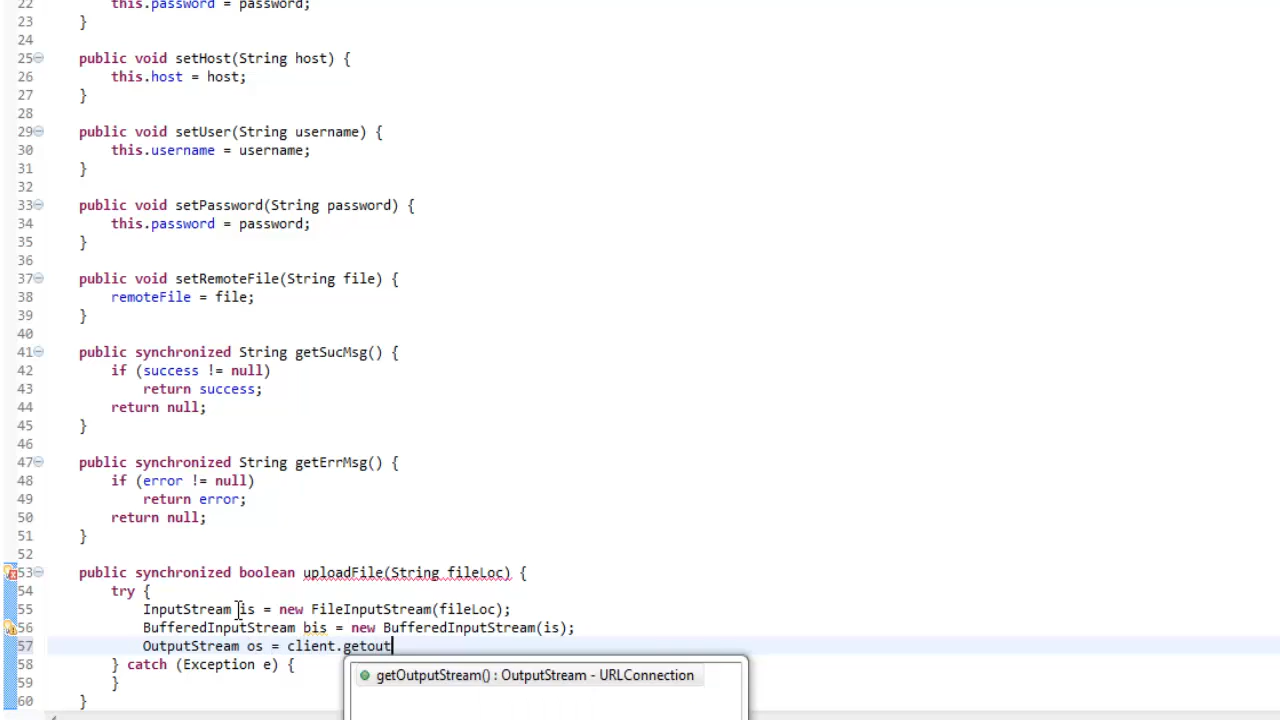 22 this.password = password;
23 }
24
25 public void setHost(String host) {
26 this.host = host;
27 }
28
29 public void setUser(String username) {
30 this.username = username;
31 }
32
33 public void setPassword(String password) {
34 this.password = password;
35 }
36
37 public void setRemoteFile(String file) {
38 remoteFile = file;
39 }
40
41 public synchronized String getSucMsg() {
42 if (success != null)
43 return success;
44 return null;
45 }
46
47 public synchronized String getErrMsg() {
48 if (error != null)
49 return error;
50 return null;
51 }
52
53 public synchronized boolean uploadFile(String fileLoc) {
54 try {
55 InputStream is = new FileInputStream(fileLoc);
56 BufferedInputStream bis = new BufferedInputStream(is);
57 OutputStream os = client.getout
58 } catch (Exception e) {
59 }
60 }
getOutputStream() : OutputStream - URLConnection